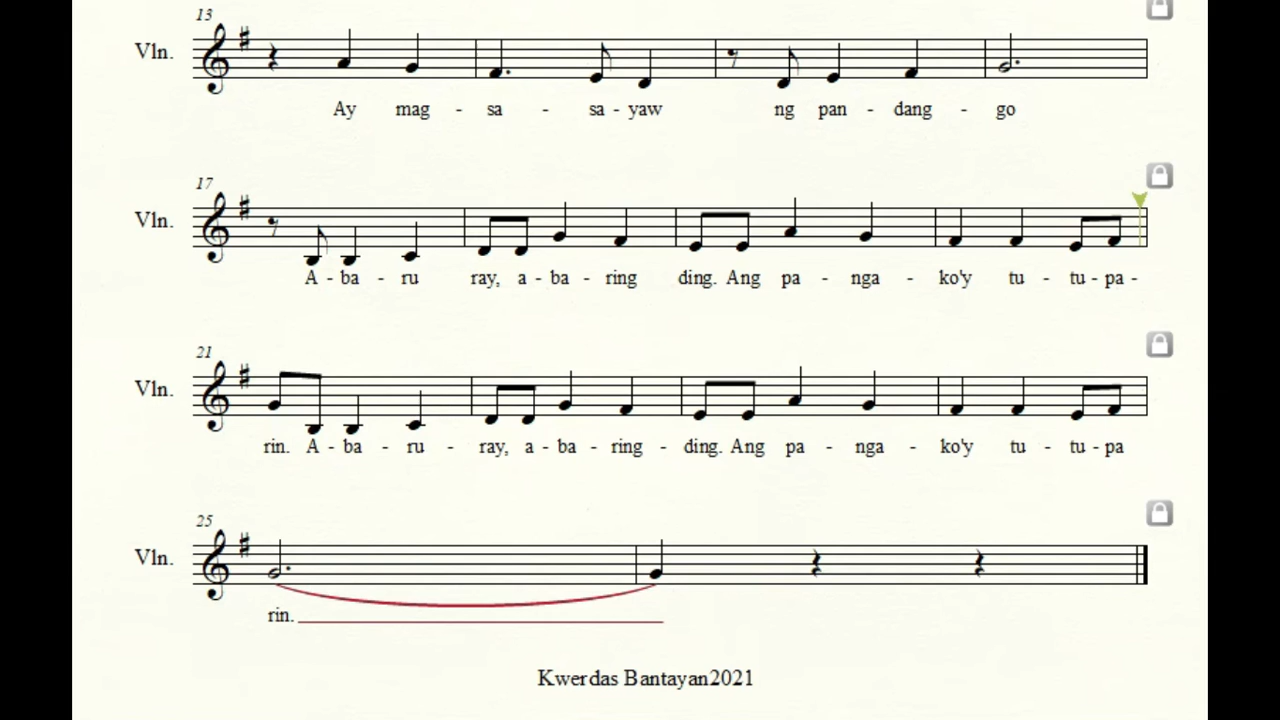 13
Vln.
Ay mag - sa - sa - yaw ng pan - dang - go
17
Vln.
A - ba - ru ray, a - ba - ring ding. Ang pa - nga - ko'y tu - tu - pa -
21
Vln.
rin. A - ba - ru - ray, a - ba - ring - ding. Ang pa - nga - ko'y tu - tu - pa
25
Vln.
rin.
Kwerdas Bantayan2021